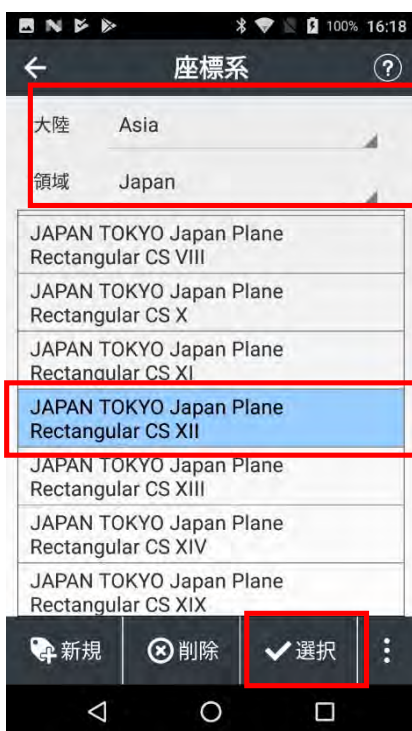 100% 16:18
座標系
?
大陸 Asia
領域 Japan
JAPAN TOKYO Japan Plane
Rectangular CS VIII
JAPAN TOKYO Japan Plane
Rectangular CS X
JAPAN TOKYO Japan Plane
Rectangular CS XI
JAPAN TOKYO Japan Plane
Rectangular CS XII
JAPAN TOKYO Japan Plane
Rectangular CS XIII
JAPAN TOKYO Japan Plane
Rectangular CS XIV
JAPAN TOKYO Japan Plane
Rectangular CS XIX
新規 削除 選択